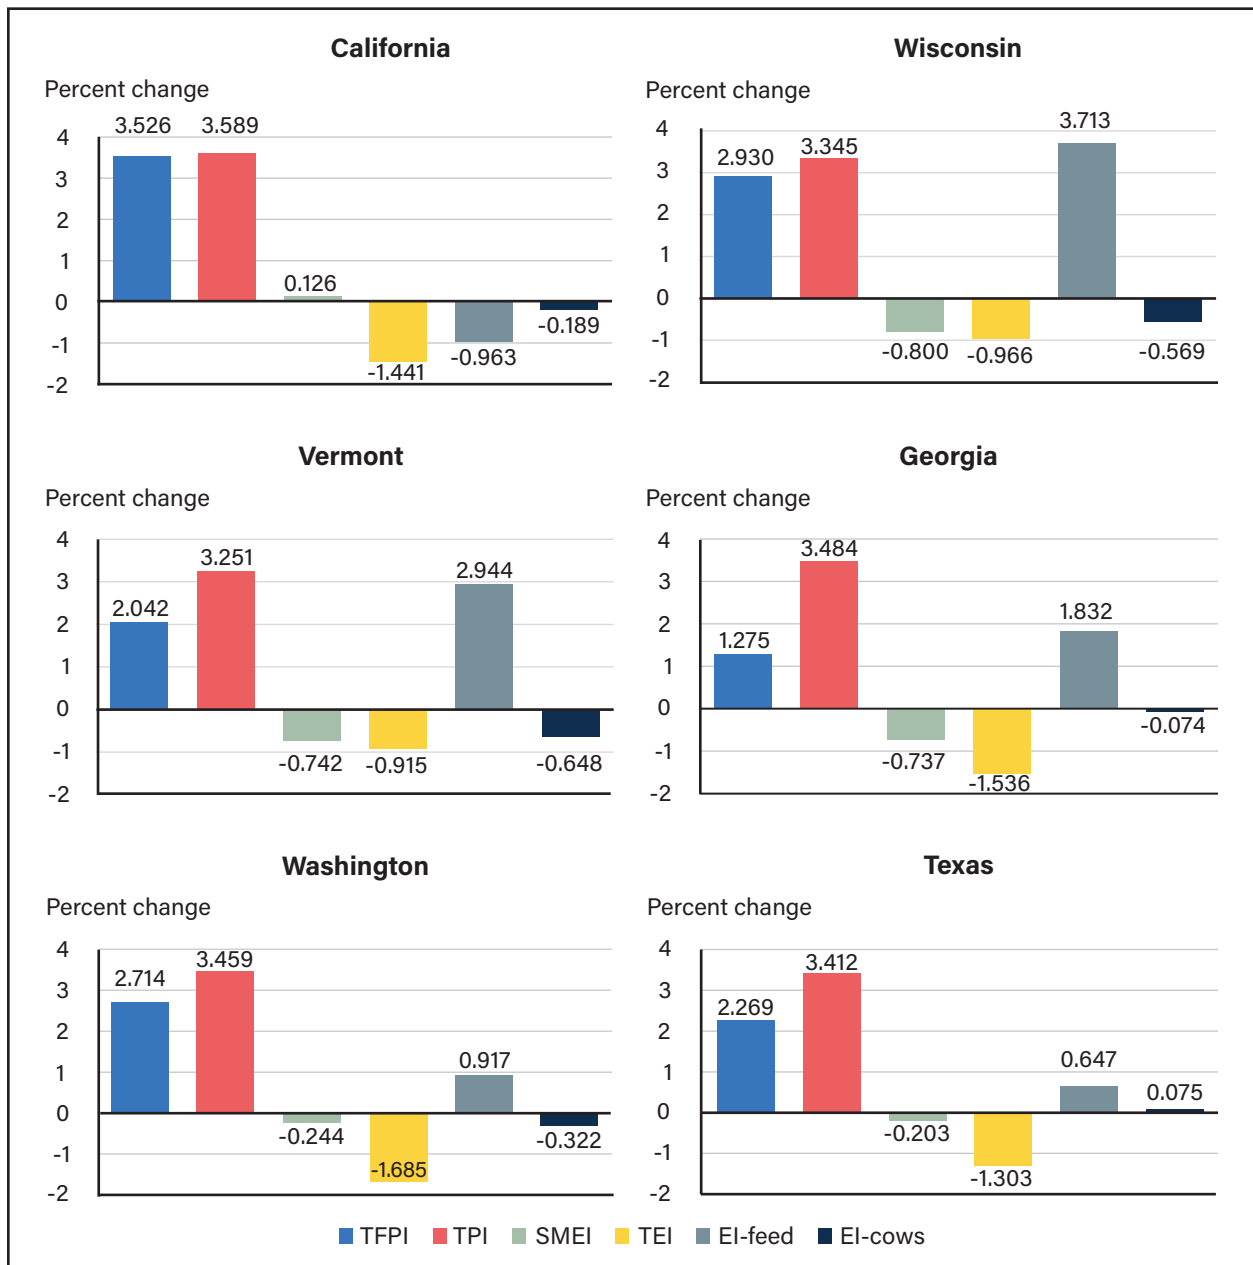 California
Percent change
3.526 3.589 0.126 -1.441 -0.963 -0.189
4
3
2
1
0
-1
-2
Wisconsin
Percent change
2.930 3.345 -0.800 -0.966 3.713 -0.569
4
3
2
1
0
-1
-2
Vermont
Percent change
2.042 3.251 -0.742 -0.915 2.944 -0.648
4
3
2
1
0
-1
-2
Georgia
Percent change
1.275 3.484 -0.737 -1.536 1.832 -0.074
4
3
2
1
0
-1
-2
Washington
Percent change
2.714 3.459 -0.244 -1.685 0.917 -0.322
4
3
2
1
0
-1
-2
Texas
Percent change
2.269 3.412 -0.203 -1.303 0.647 0.075
4
3
2
1
0
-1
-2
TFPI TPI SMEI TEI EI-feed EI-cows